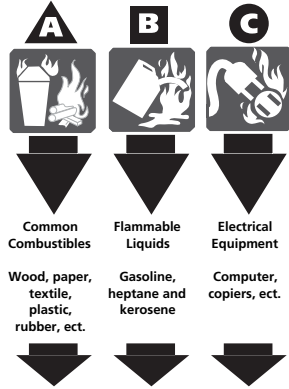 A
B
C
Common
Combustibles
Flammable
Liquids
Electrical
Equipment
Wood, paper,
textile,
plastic,
rubber, ect.
Gasoline,
heptane and
kerosene
Computer,
copiers, ect.